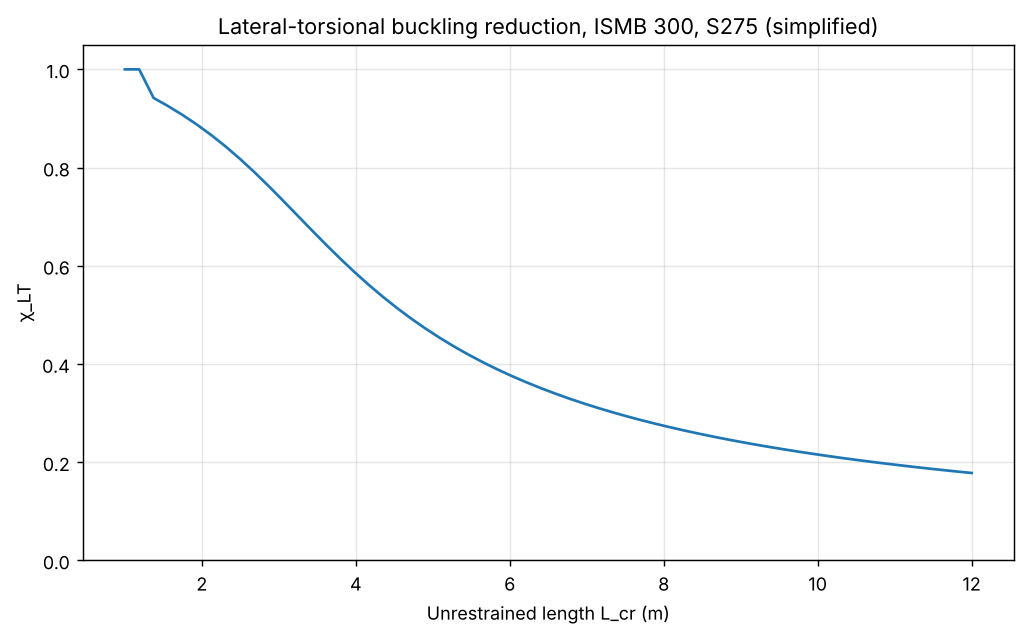 Lateral-torsional buckling reduction, ISMB 300, S275 (simplified)
1.0
0.8
0.6
0.4
0.2
0.0
χ_LT
2 4 6 8 10 12
Unrestrained length L_cr (m)